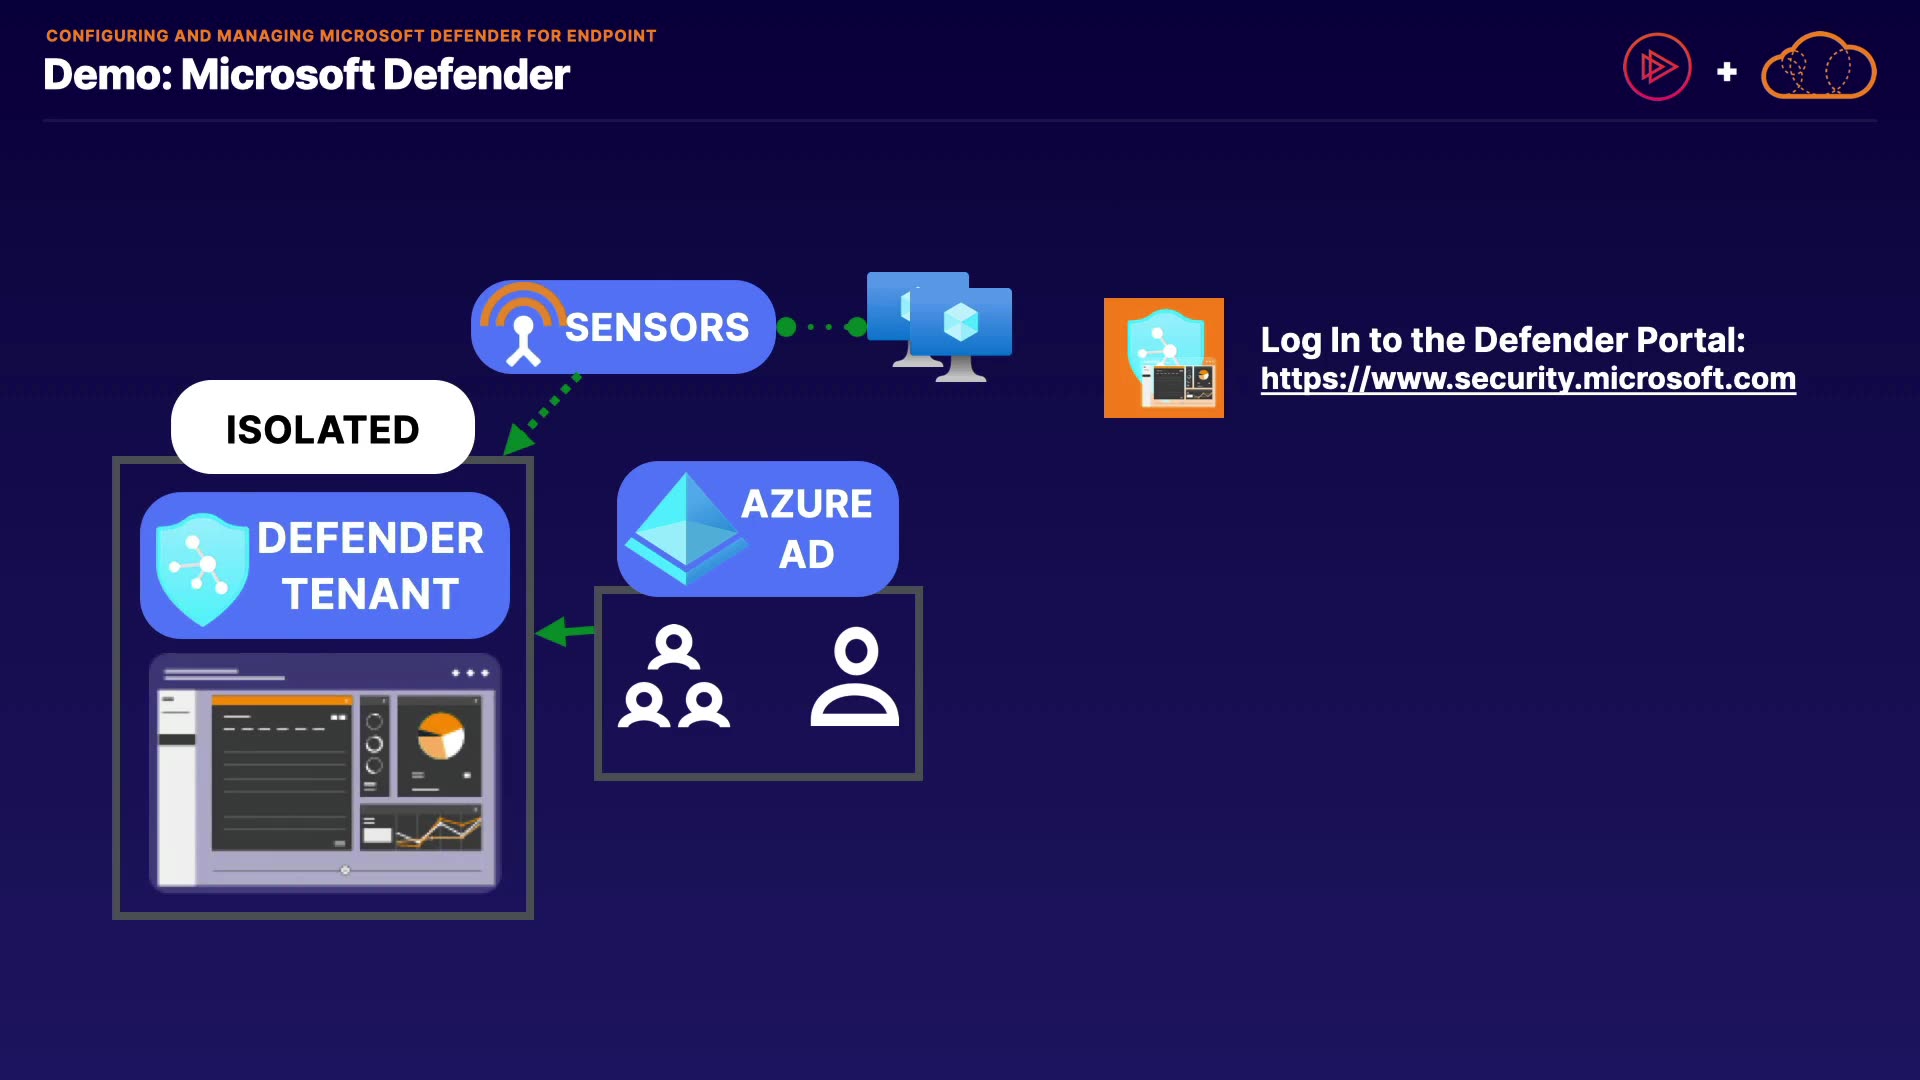 CONFIGURING AND MANAGING MICROSOFT DEFENDER FOR ENDPOINT
Demo: Microsoft Defender
SENSORS
Log In to the Defender Portal:
https://www.security.microsoft.com
ISOLATED
DEFENDER
TENANT
AZURE
AD